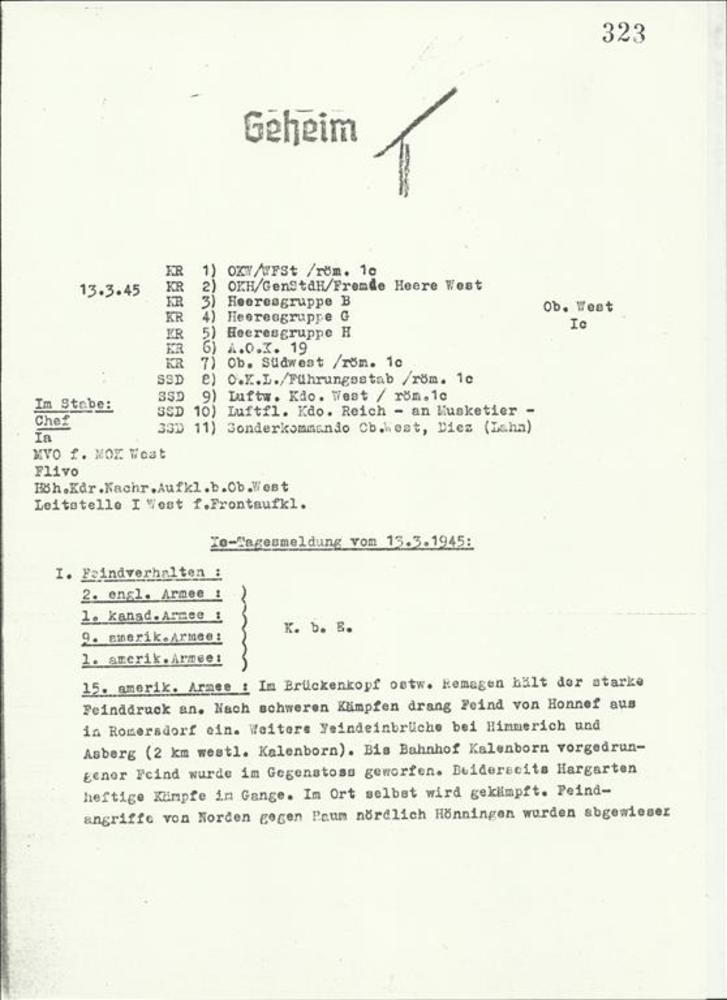 323
Geheim
13.3.45
KR 1) OKW/WFSt /röm. 1c
KR 2) OKH/GenStdH/Fremde Heere West
KR 3) Heeresgruppe B
KR 4) Heeresgruppe G
KR 5) Heeresgruppe H
KR 6) A.O.K. 19
KR 7) Ob. Südwest /röm. 1c
SSD 8) O.K.L./Führungsstab /röm. 1c
SSD 9) Luftw. Kdo. West / röm.1c
SSD 10) Luftfl. Kdo. Reich - an Musketier -
SSD 11) Sonderkommando Ob.West, Diez (Lahn)
Ob. West
Ic
Im Stabe:
Chef
Ia
MVO f. MOK West
Flivo
Höh.Kdr.Nachr.Aufkl.b.Ob.West
Leitstelle I West f.Frontaufkl.
Ic-Tagesmeldung vom 13.3.1945:
I. Feindverhalten :
2. engl. Armee :
1. kanad.Armee :
9. amerik.Armee:
1. amerik.Armee:
K. b. E.
15. amerik. Armee : Im Brückenkopf ostw. Remagen hält der starke
Feinddruck an. Nach schweren Kämpfen drang Feind von Honnef aus
in Romersdorf ein. Weitere Feindeinbrüche bei Himmerich und
Asberg (2 km westl. Kalenborn). Bis Bahnhof Kalenborn vorgedrun-
gener Feind wurde im Gegenstoss geworfen. Beiderseits Hargarten
heftige Kämpfe im Gange. Im Ort selbst wird gekämpft. Feind-
angriffe von Norden gegen Raum nördlich Hönningen wurden abgewiesen